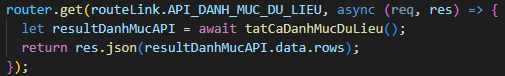 router.get(routeLink.API_DANH_MUC_DU_LIEU, async (req, res) => {
  let resultDanhMucAPI = await tatCaDanhMucDuLieu();
  return res.json(resultDanhMucAPI.data.rows);
});